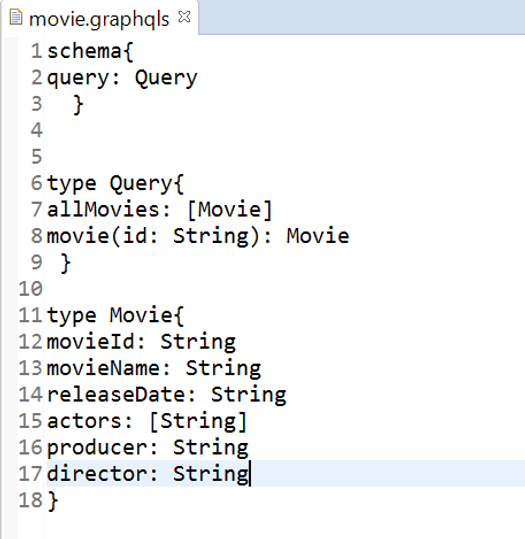 movie.graphqls
1 schema{
2 query: Query
3   }
4
5
6 type Query{
7 allMovies: [Movie]
8 movie(id: String): Movie
9  }
10
11 type Movie{
12 movieId: String
13 movieName: String
14 releaseDate: String
15 actors: [String]
16 producer: String
17 director: String
18 }